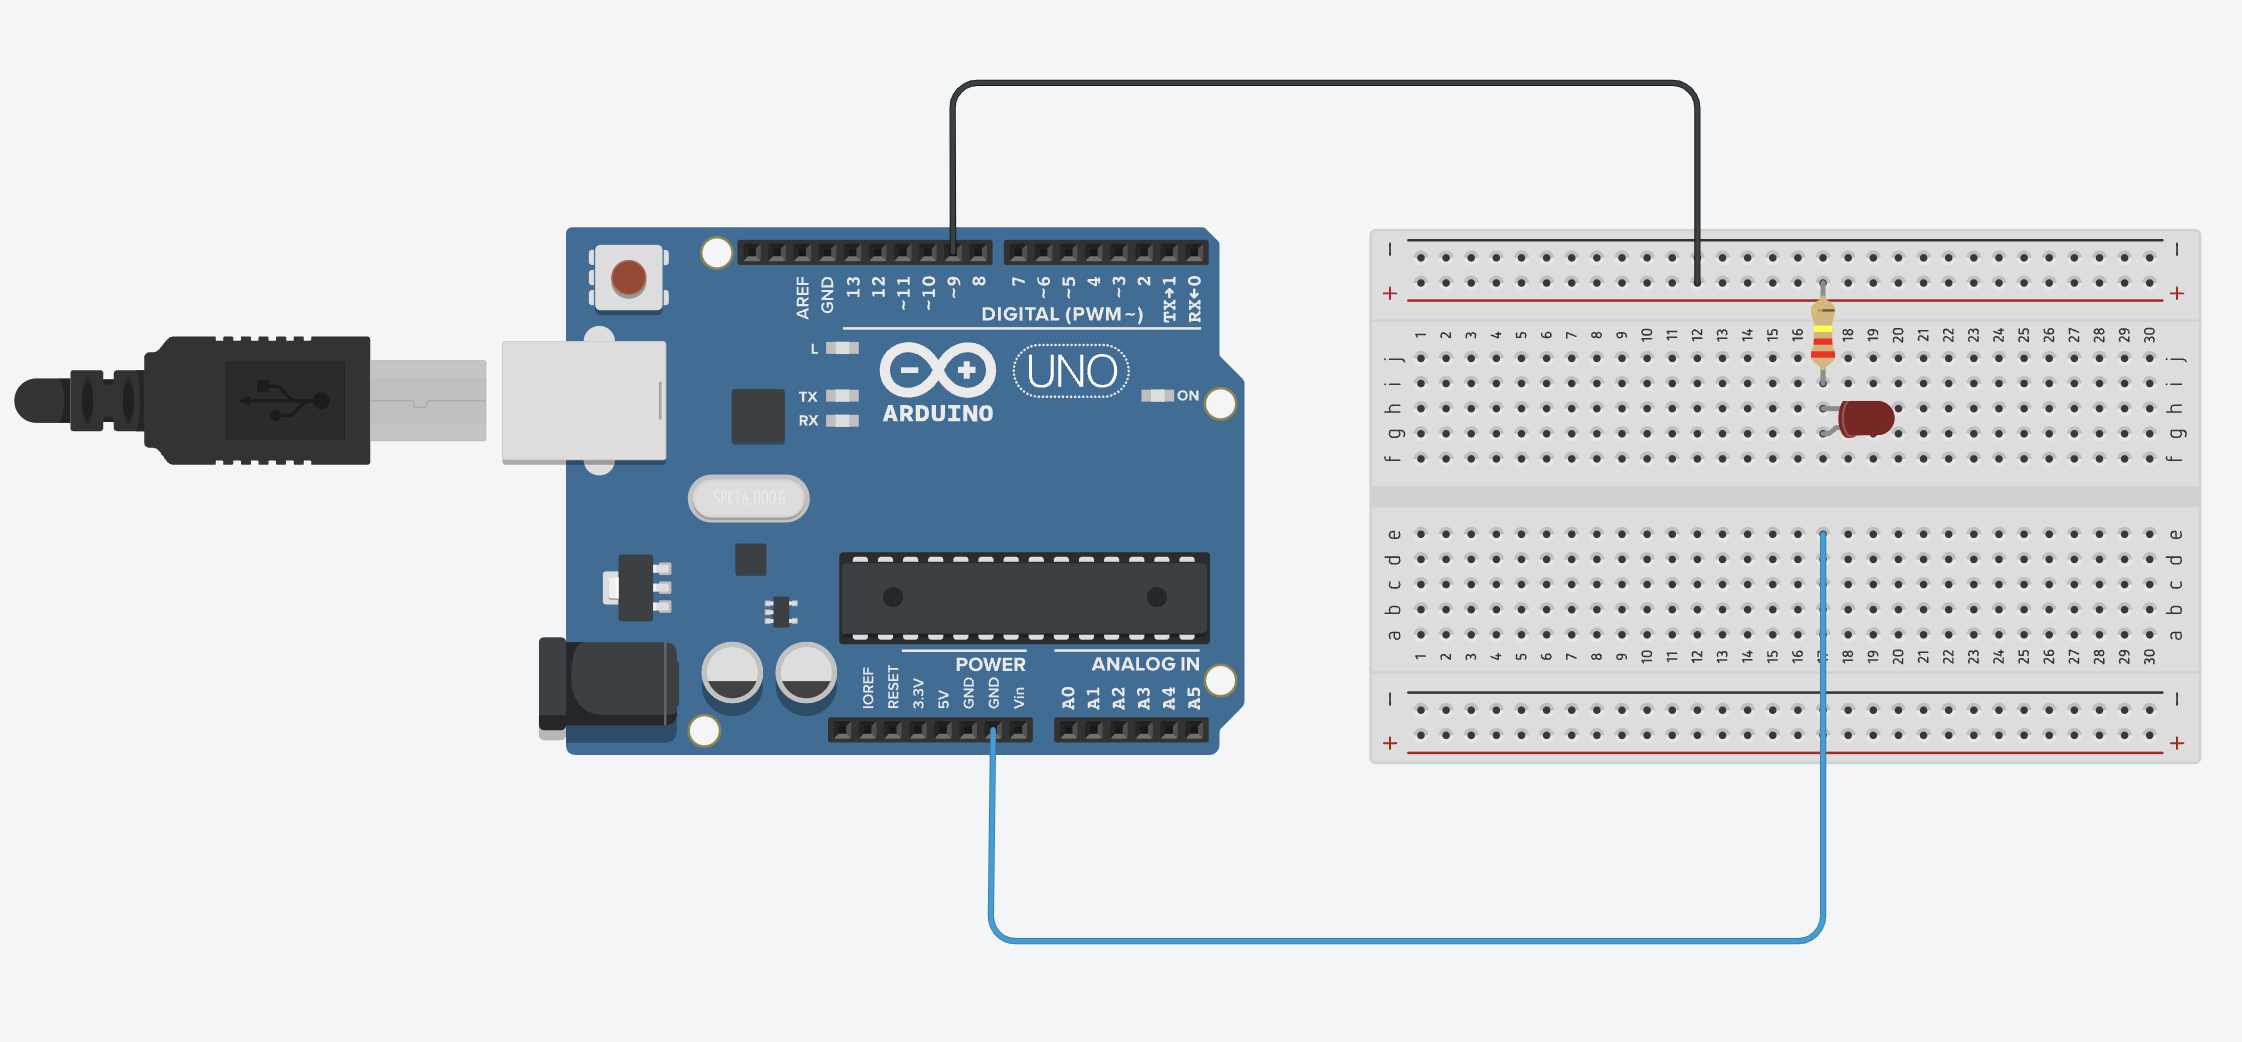 AREF
GND
13
12
~11
~10
~9
8
7
~6
~5
4
~3
2
TX→1
RX←0
DIGITAL (PWM~)
L
TX
RX
ARDUINO
UNO
ON
SPK16.000G
POWER
ANALOG IN
IOREF
RESET
3.3V
5V
GND
GND
Vin
A0
A1
A2
A3
A4
A5
− −
+ +
1 2 3 4 5 6 7 8 9 10 11 12 13 14 15 16 18 19 20 21 22 23 24 25 26 27 28 29 30
j j
i i
h h
g g
f f
e e
d d
c c
b b
a a
1 2 3 4 5 6 7 8 9 10 11 12 13 14 15 16 17 18 19 20 21 22 23 24 25 26 27 28 29 30
− −
+ +